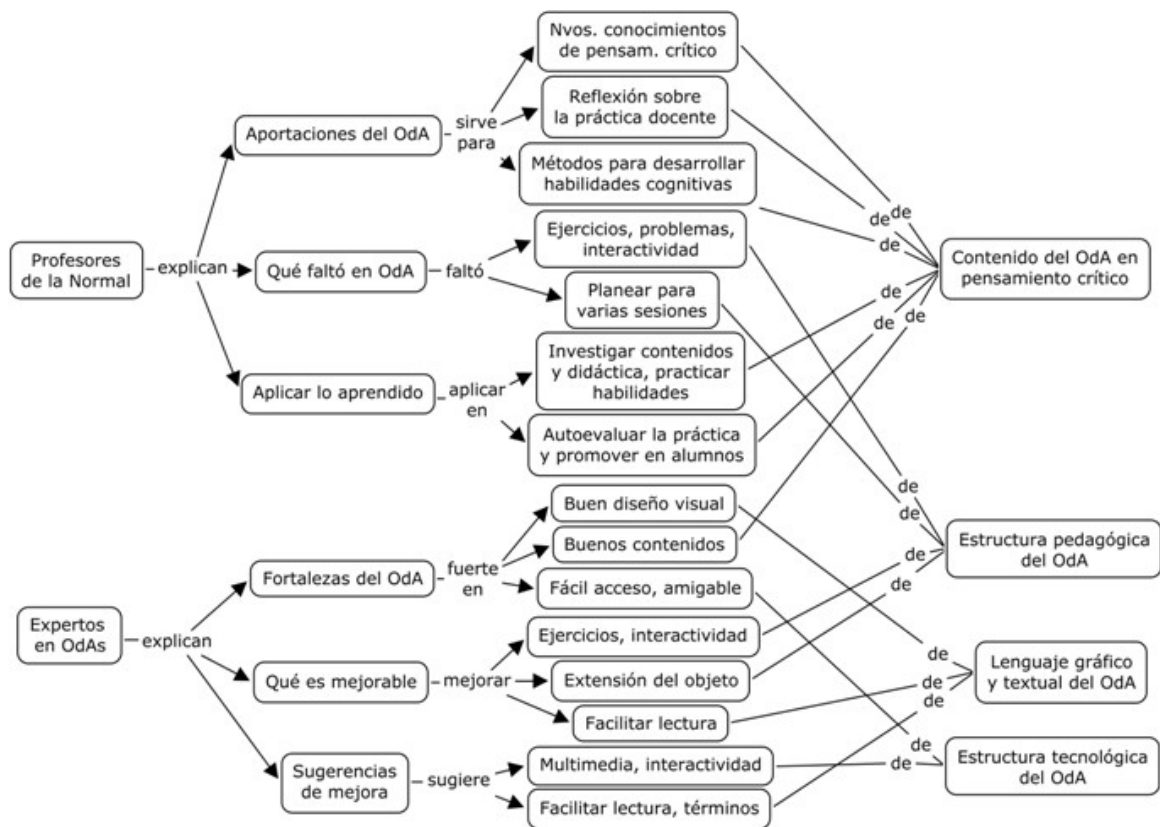 Nvos. conocimientos
de pensam. crítico
Reflexión sobre
la práctica docente
Aportaciones del OdA
sirve
para
Métodos para desarrollar
habilidades cognitivas
de
de
de
Profesores
de la Normal
explican
Qué faltó en OdA
faltó
Ejercicios, problemas,
interactividad
Planear para
varias sesiones
Contenido del OdA en
pensamiento crítico
de
de
de
Aplicar lo aprendido
aplicar
en
Investigar contenidos
y didáctica, practicar
habilidades
Autoevaluar la práctica
y promover en alumnos
de
de
Expertos
en OdAs
explican
Fortalezas del OdA
fuerte
en
Buen diseño visual
Buenos contenidos
Fácil acceso, amigable
Estructura pedagógica
del OdA
de
de
Qué es mejorable
mejorar
Ejercicios, interactividad
Extensión del objeto
Facilitar lectura
de
de
de
Lenguaje gráfico
y textual del OdA
Sugerencias
de mejora
sugiere
Multimedia, interactividad
Facilitar lectura, términos
de
de
Estructura tecnológica
del OdA